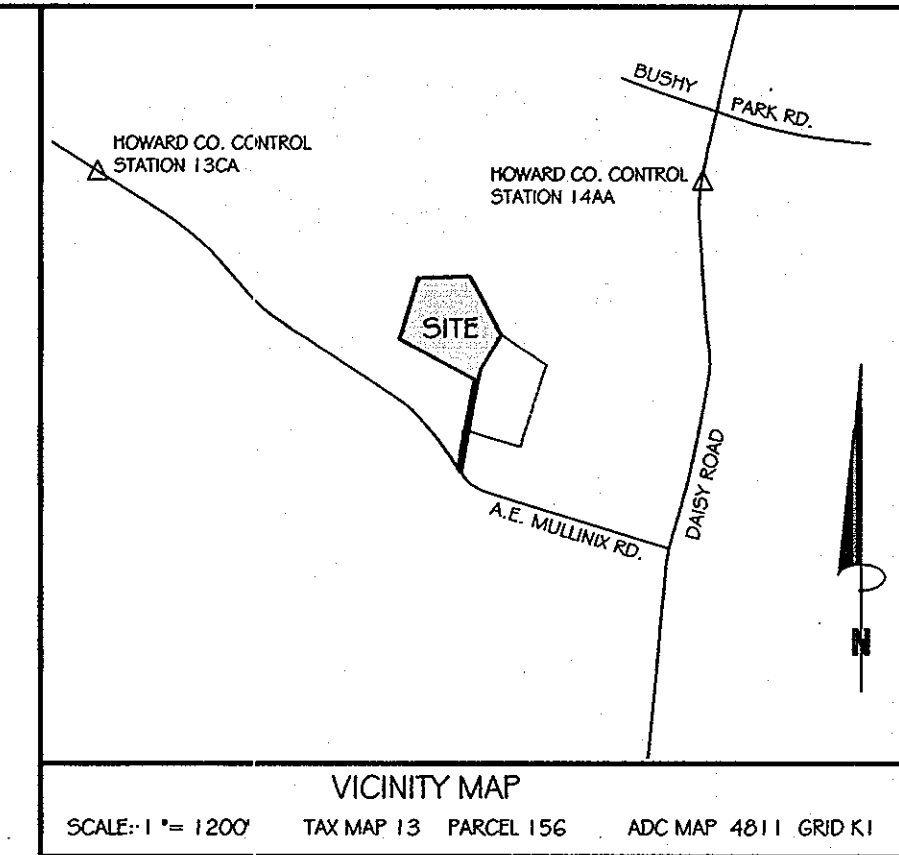 BUSHY PARK RD.
HOWARD CO. CONTROL
STATION 13CA
HOWARD CO. CONTROL
STATION 14AA
SITE
DAISY ROAD
A.E. MULLINIX RD.
N
VICINITY MAP
SCALE: 1 "= 1200' TAX MAP 13 PARCEL 156 ADC MAP 4811 GRID K1